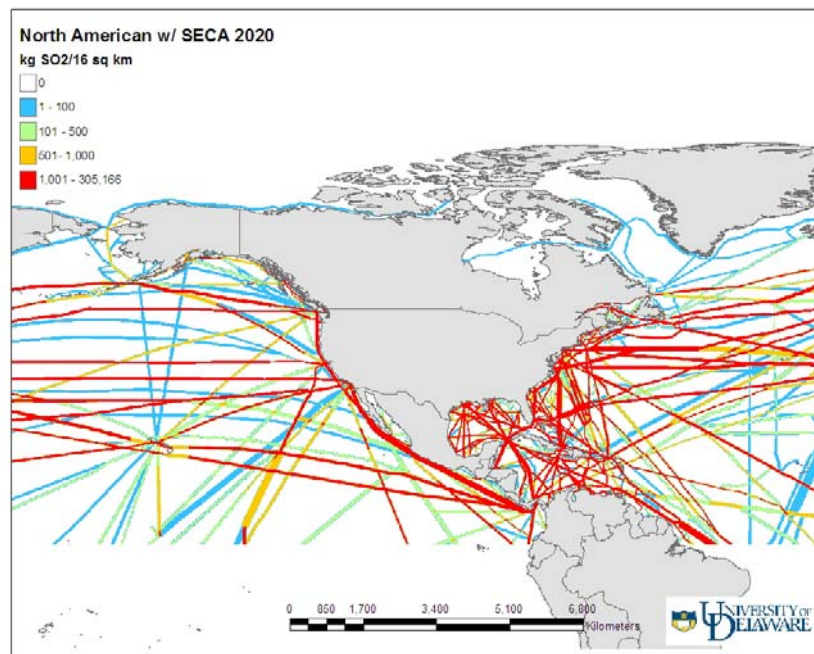 North American w/ SECA 2020
kg SO2/16 sq km
0
1 - 100
101 - 500
501- 1,000
1,001 - 305,166
0 850 1,700 3,400 5,100 6,800
Kilometers
UNIVERSITY OF
DELAWARE